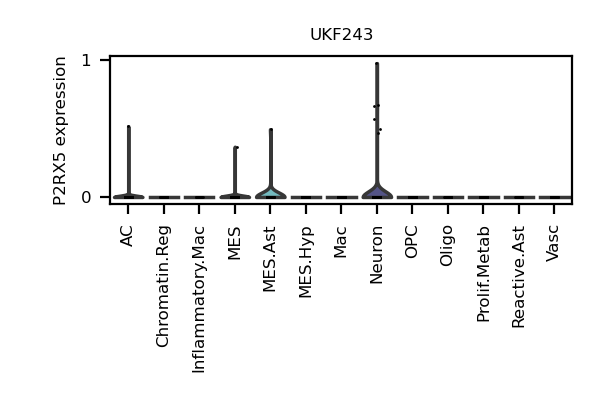 UKF243
P2RX5 expression
1
0
AC
Chromatin.Reg
Inflammatory.Mac
MES
MES.Ast
MES.Hyp
Mac
Neuron
OPC
Oligo
Prolif.Metab
Reactive.Ast
Vasc